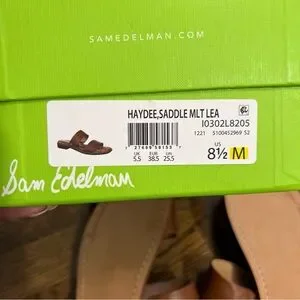 SAMEDELMAN.COM
HAYDEE,SADDLE MLT LEA
I0302L8205
1221 S100452969 S2
UK EUR cm US
5.5 38.5 25.5 8½ M
Sam Edelman